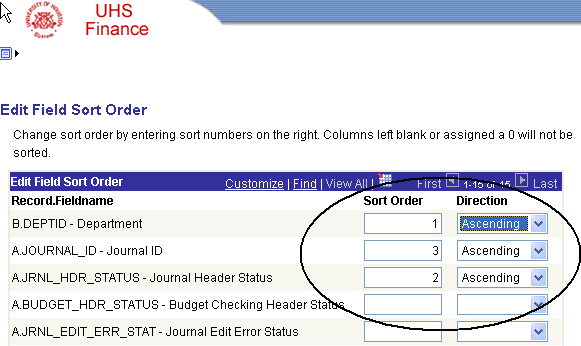 UHS
Finance
Edit Field Sort Order
Change sort order by entering sort numbers on the right. Columns left blank or assigned a 0 will not be
sorted.
Edit Field Sort Order Customize | Find | View All | First 1-15 of 15 Last
Record.Fieldname Sort Order Direction
B.DEPTID - Department 1 Ascending
A.JOURNAL_ID - Journal ID 3 Ascending
A.JRNL_HDR_STATUS - Journal Header Status 2 Ascending
A.BUDGET_HDR_STATUS - Budget Checking Header Status
A.JRNL_EDIT_ERR_STAT - Journal Edit Error Status